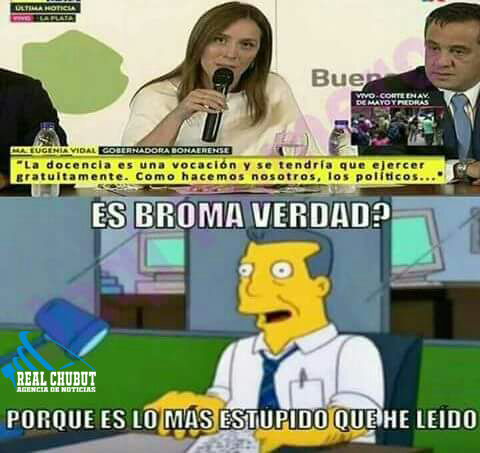 ÚLTIMA NOTICIA
VIVO LA PLATA
Buen
VIVO - CORTE EN AV.
DE MAYO Y PIEDRAS
MA. EUGENIA VIDAL GOBERNADORA BONAERENSE
"La docencia es una vocación y se tendría que ejercer
gratuitamente. Como hacemos nosotros, los políticos..."
ES BROMA VERDAD?
REAL CHUBUT
AGENCIA DE NOTICIAS
PORQUE ES LO MÁS ESTUPIDO QUE HE LEÍDO